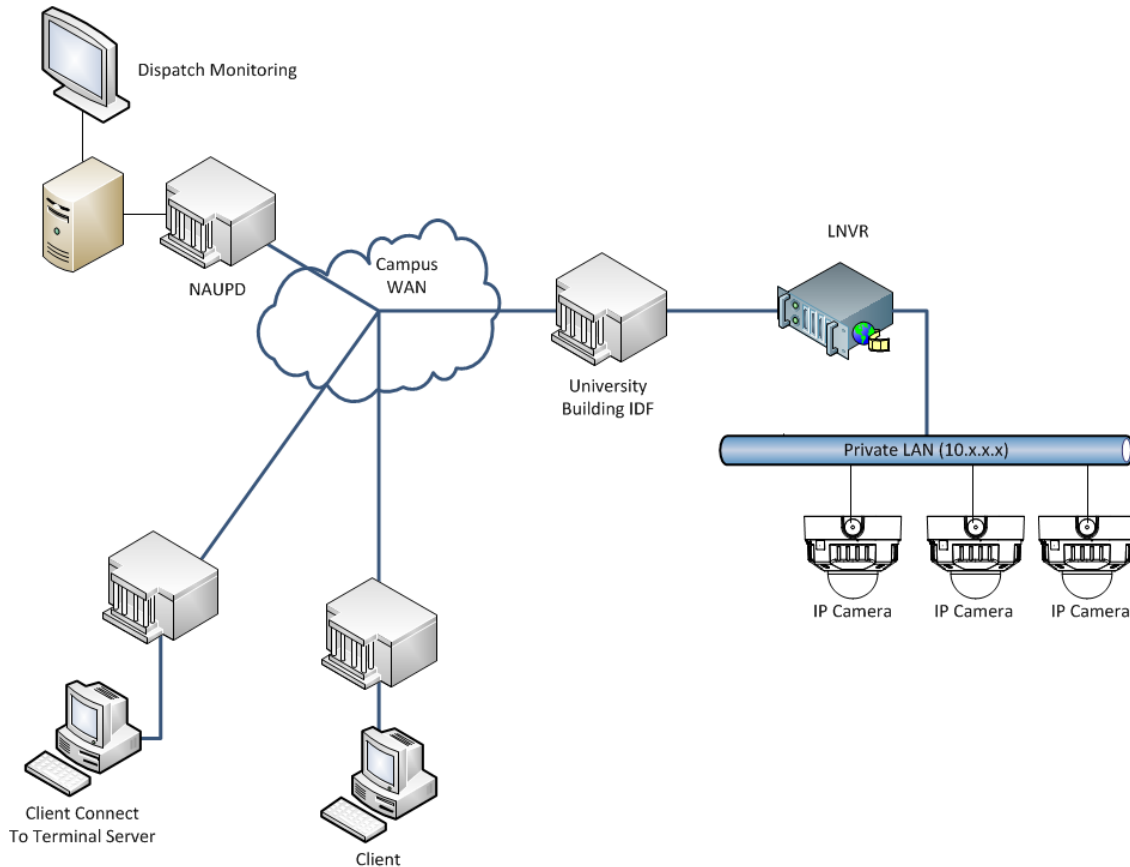 Dispatch Monitoring
NAUPD
Campus
WAN
LNVR
University
Building IDF
Private LAN (10.x.x.x)
IP Camera
IP Camera
IP Camera
Client Connect
To Terminal Server
Client